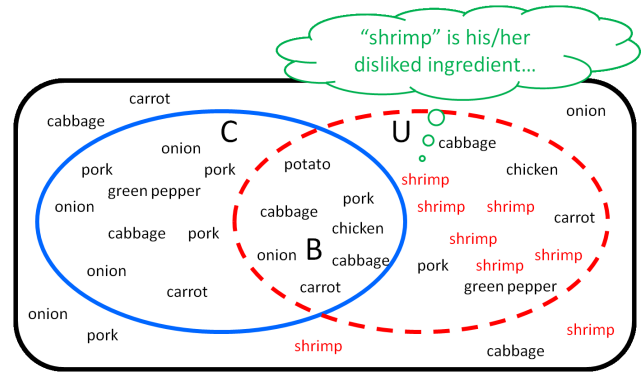 “shrimp” is his/her
disliked ingredient…
carrot
onion
cabbage
C
U
onion
cabbage
potato
pork
pork
chicken
shrimp
green pepper
pork
onion
shrimp
shrimp
cabbage
carrot
chicken
cabbage
pork
shrimp
B
onion
cabbage
shrimp
onion
pork
shrimp
carrot
carrot
green pepper
onion
pork
shrimp
shrimp
cabbage